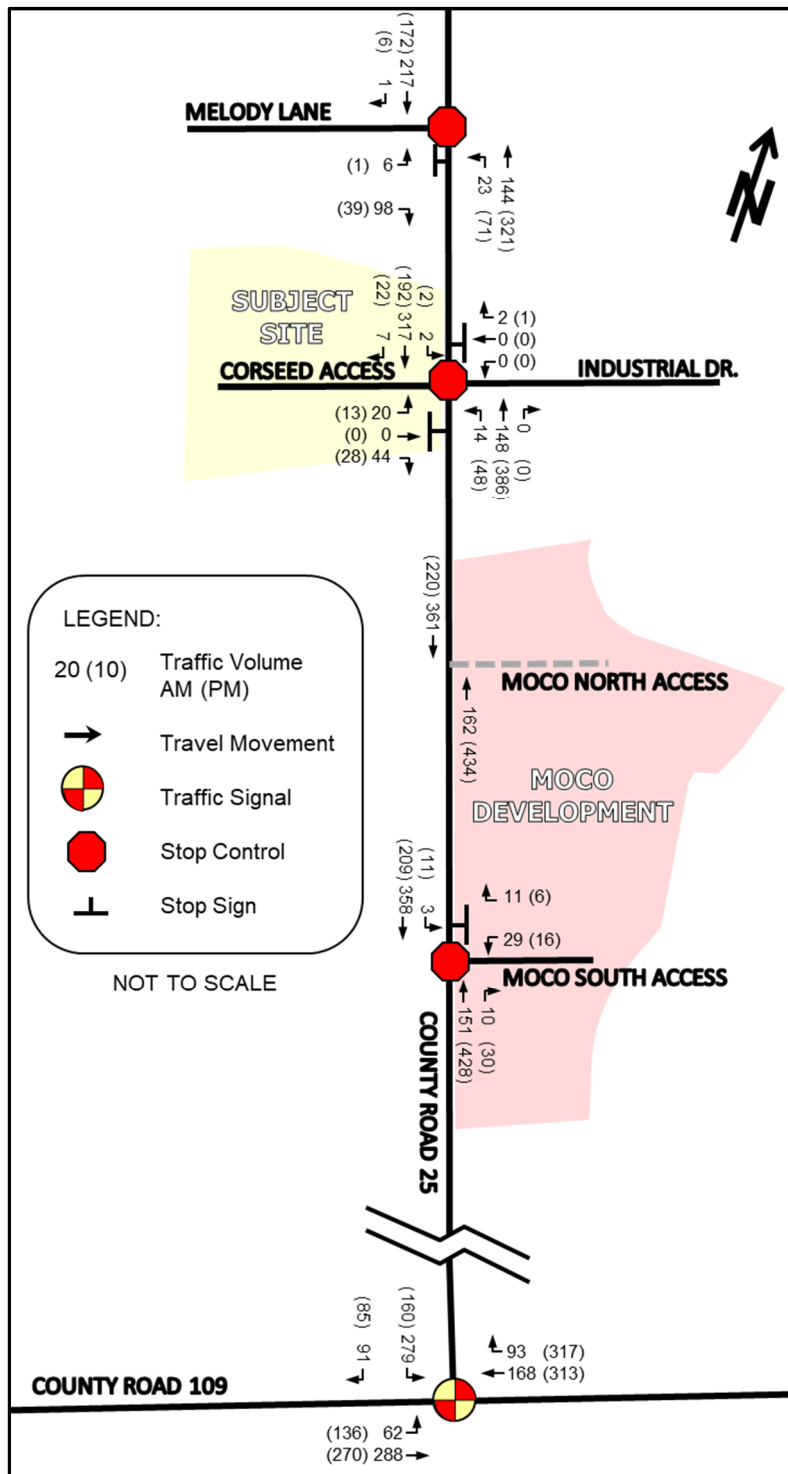 (172) 217
(6) 1
MELODY LANE
(1) 6
23 (71)
144 (321)
(39) 98
N
SUBJECT
SITE
(22) 7
(192) 317
(2) 2
2 (1)
0 (0)
0 (0)
CORSEED ACCESS
INDUSTRIAL DR.
(13) 20
(0) 0
(28) 44
14 (48)
148 (386)
0 (0)
(220) 361
LEGEND:
20 (10) Traffic Volume
AM (PM)
Travel Movement
Traffic Signal
Stop Control
Stop Sign
NOT TO SCALE
MOCO NORTH ACCESS
162 (434)
MOCO
DEVELOPMENT
(209) 358
(11) 3
11 (6)
29 (16)
MOCO SOUTH ACCESS
151 (428)
10 (30)
COUNTY ROAD 25
(85) 91
(160) 279
93 (317)
168 (313)
COUNTY ROAD 109
(136) 62
(270) 288